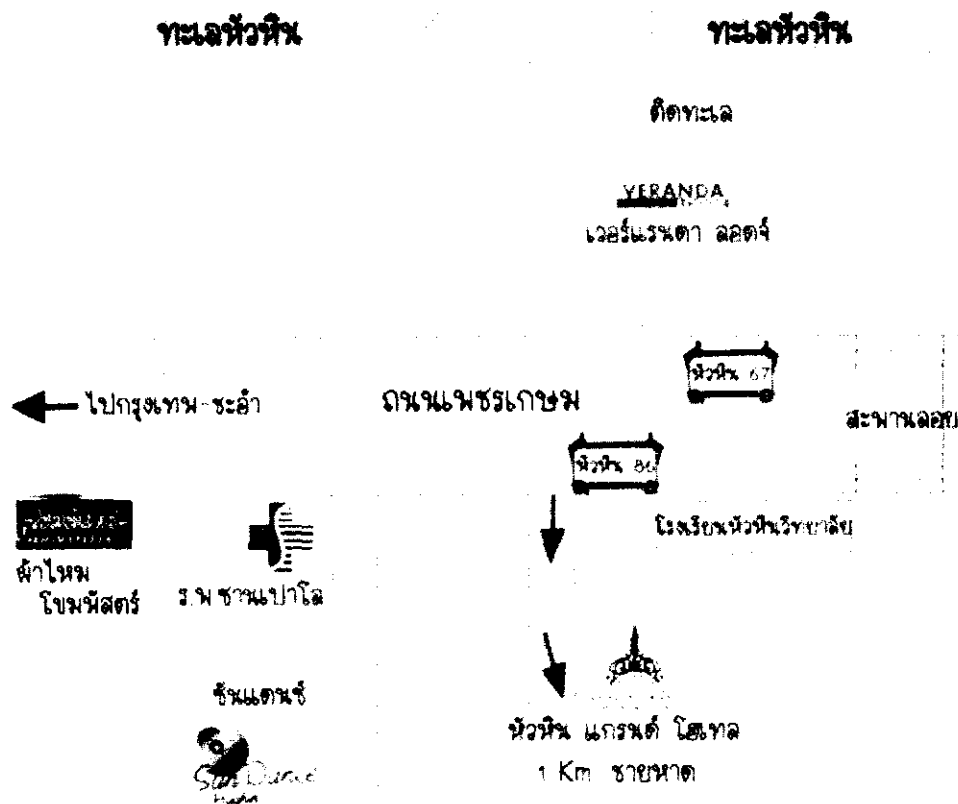 ทะเลหัวหิน
ทะเลหัวหิน
ติดทะเล
VERANDA
เวอร์แรนดา ลอดจ์
หัวหิน 67
ไปกรุงเทพ-ชะอำ
ถนนเพชรเกษม
สะพานลอย
หัวหิน 86
โรงเรียนหัวหินวิทยาลัย
ผ้าไหม
โขมพัสตร์
ร.พ ซานเปาโล
ซันแดนซ์
Sun Dance
หัวหิน แกรนด์ โฮเทล
1 Km ชายหาด